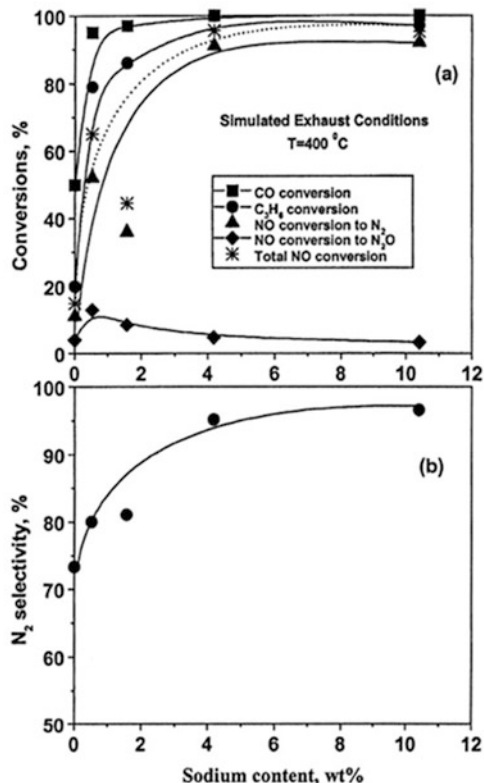 100
80
60
40
20
0
Conversions, %
(a)
Simulated Exhaust Conditions
T=400 ⁰C
CO conversion
C₃H₆ conversion
NO conversion to N₂
NO conversion to N₂O
Total NO conversion
0 2 4 6 8 10 12
100
90
80
70
60
50
N₂ selectivity, %
(b)
0 2 4 6 8 10 12
Sodium content, wt%